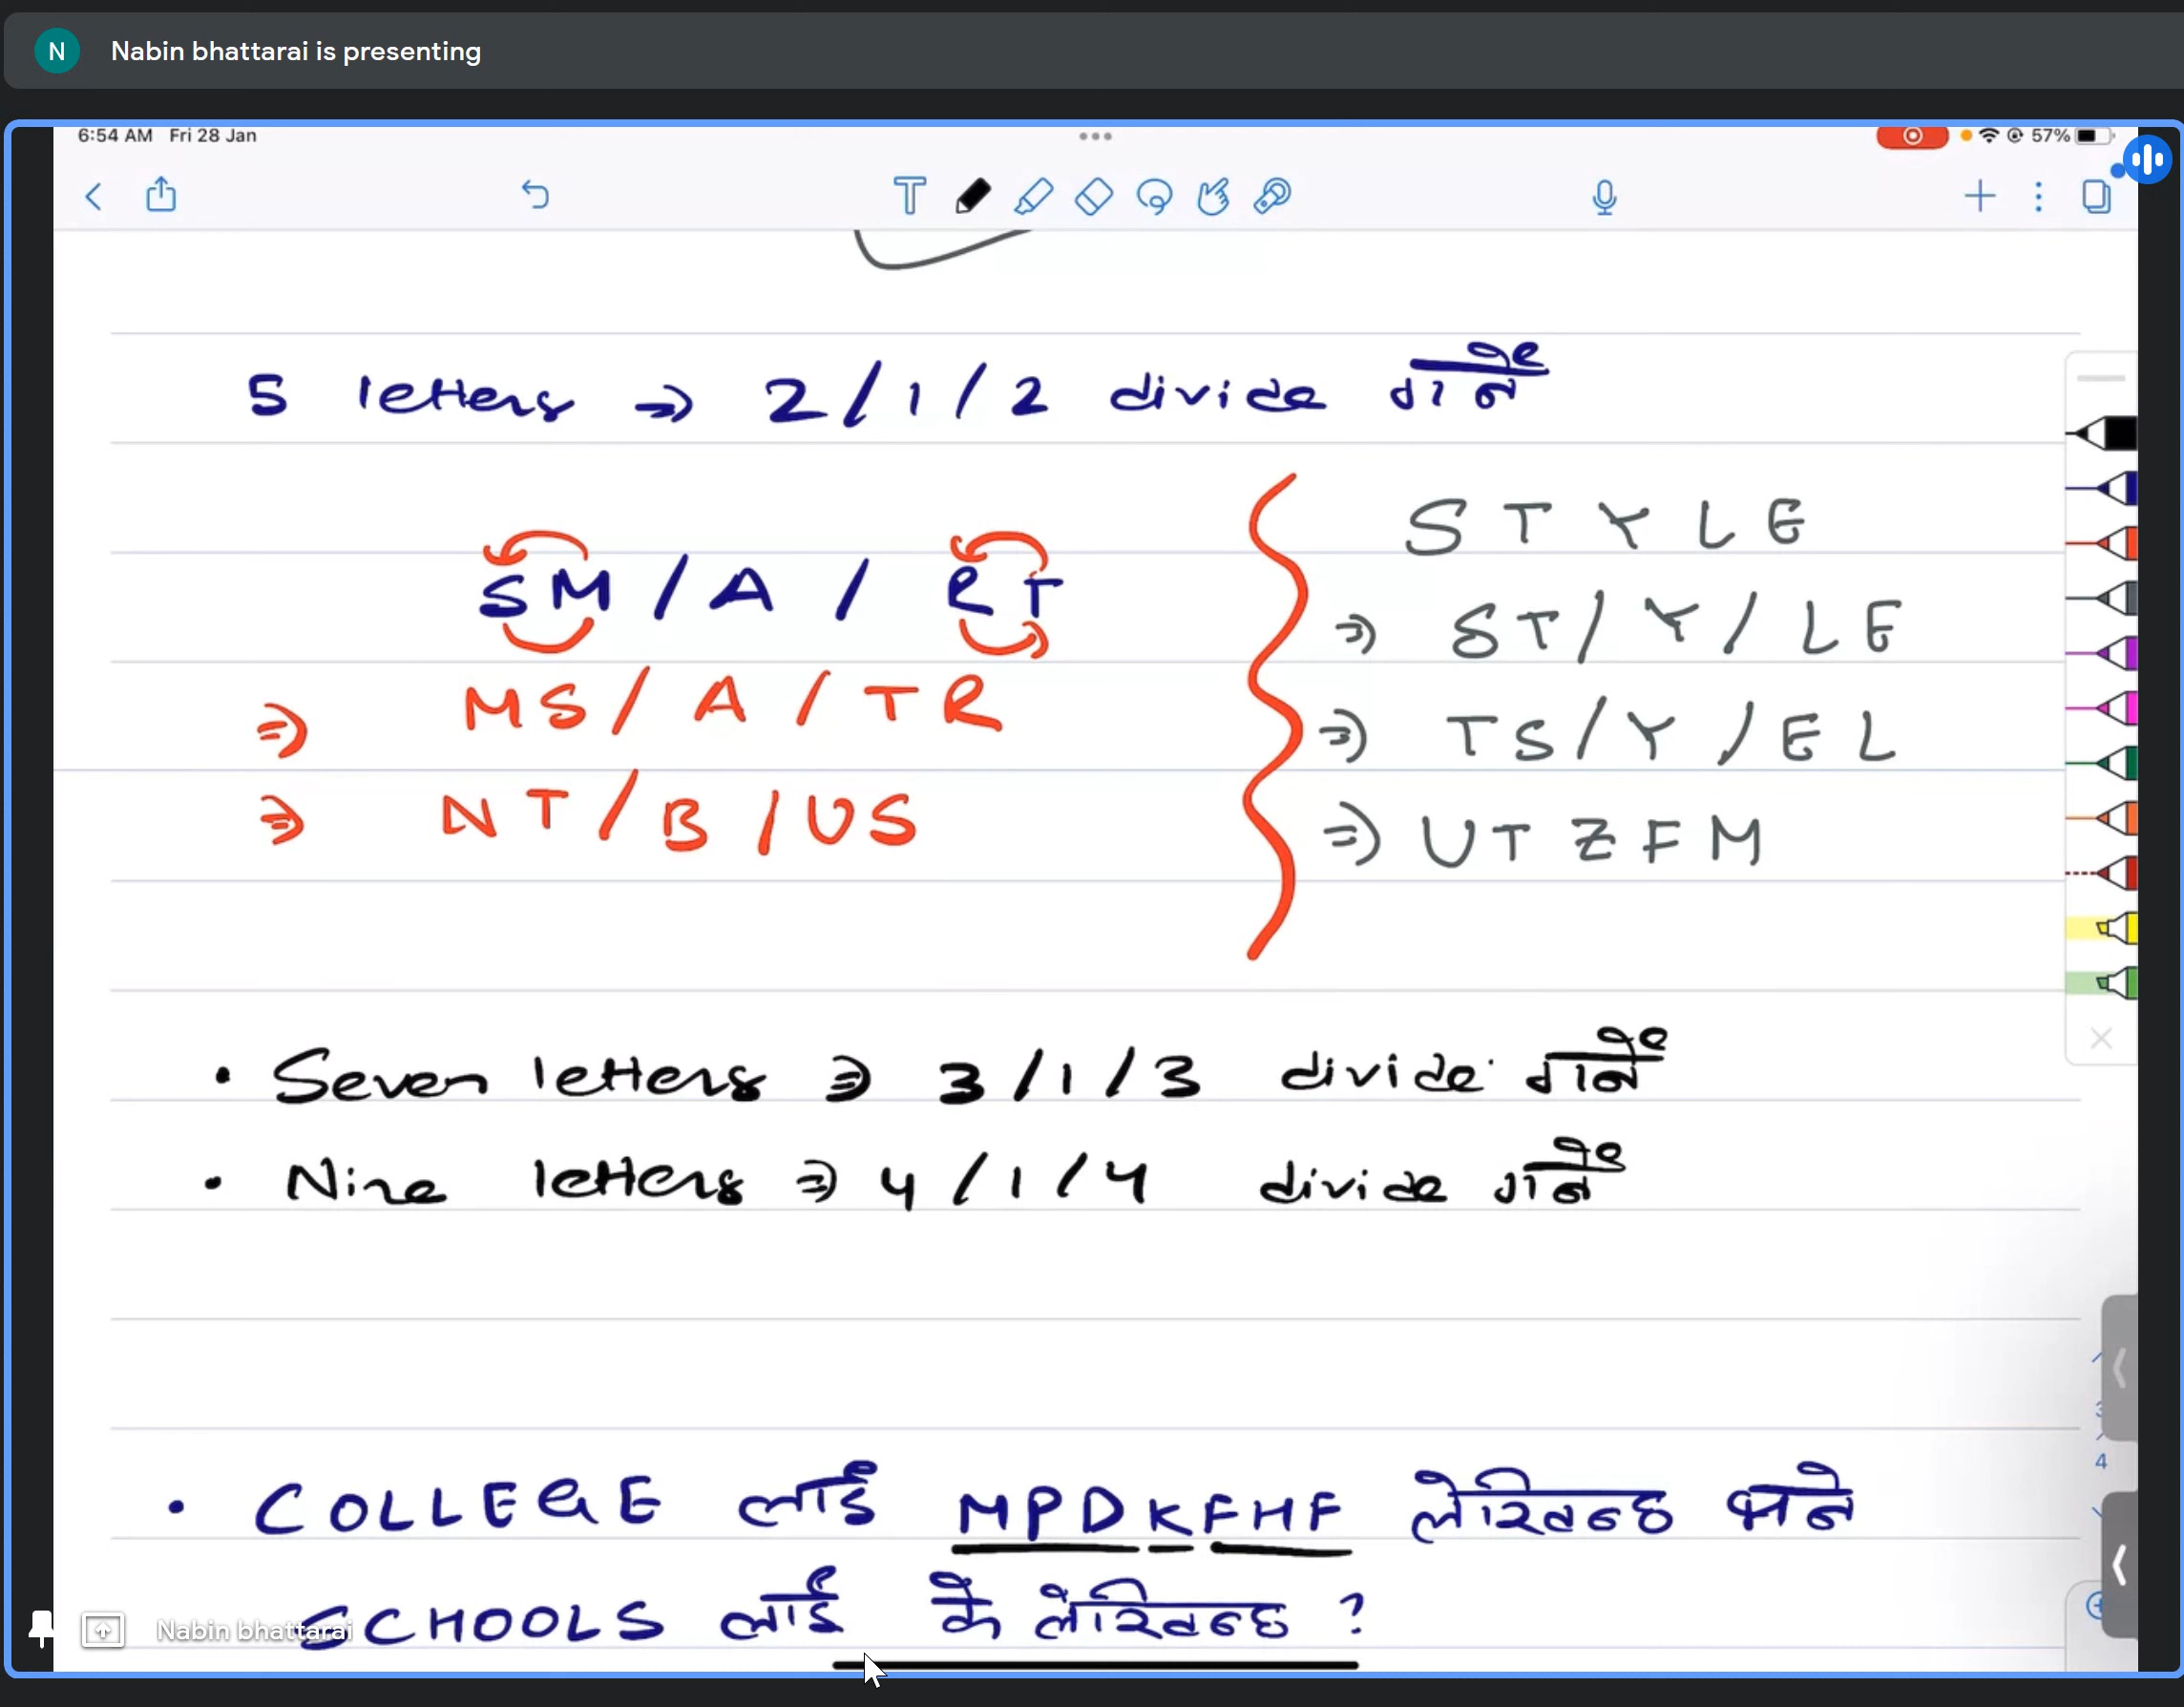 N Nabin bhattarai is presenting
6:54 AM Fri 28 Jan
57%
5 letters ⇒ 2/1/2 divide गर्ने
SM / A / RT
⇒ MS / A / TR
⇒ NT / B / US
STYLE
⇒ ST / Y / LE
⇒ TS / Y / EL
⇒ UTZFM
• Seven letters ⇒ 3/1/3 divide गर्ने
• Nine letters ⇒ 4/1/4 divide गर्ने
3
4
• COLLEGE लाई MPDKFHF लेखिन्छ भने
SCHOOLS लाई के लेखिन्छ ?
Nabin bhattarai